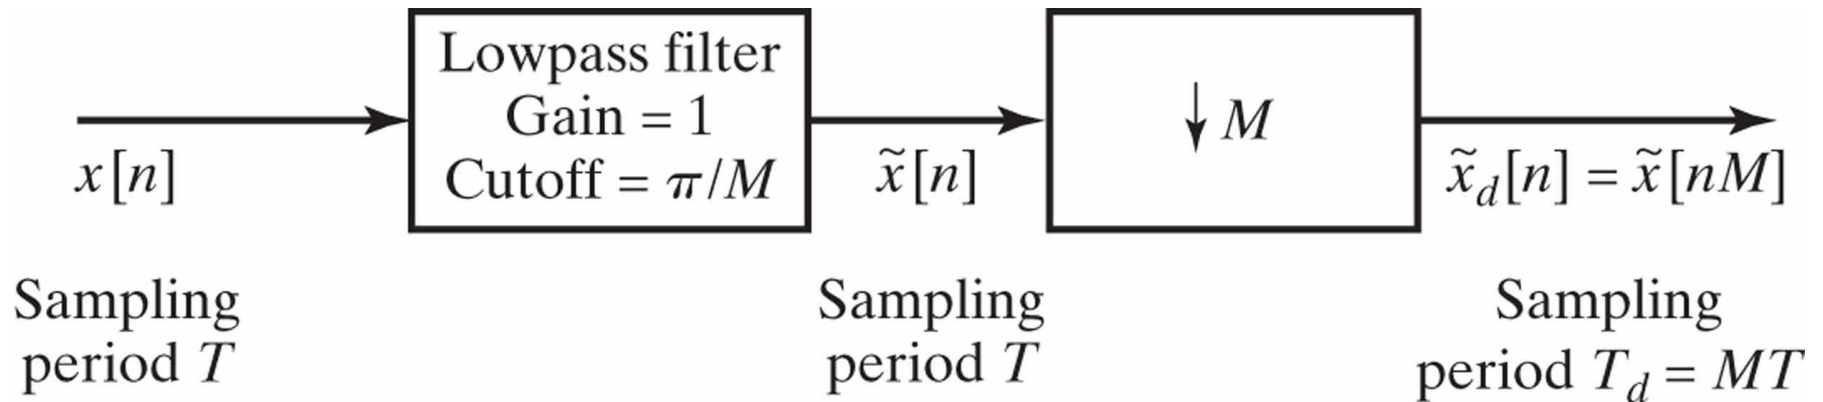 Lowpass filter
Gain = 1
Cutoff = π/M
↓M
x[n]
x̃[n]
x̃_d[n] = x̃[nM]
Sampling
period T
Sampling
period T
Sampling
period T_d = MT